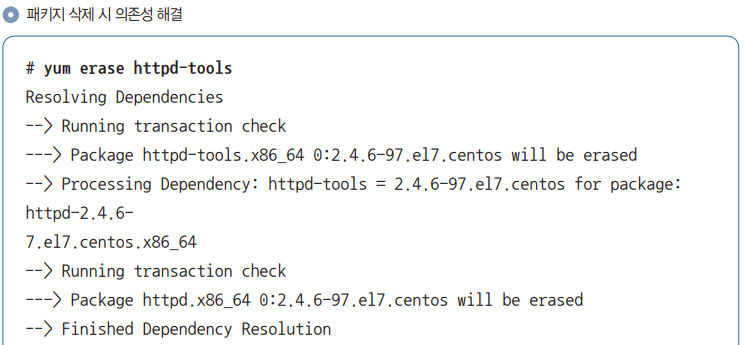 패키지 삭제 시 의존성 해결
# yum erase httpd-tools
Resolving Dependencies
--> Running transaction check
---> Package httpd-tools.x86_64 0:2.4.6-97.el7.centos will be erased
--> Processing Dependency: httpd-tools = 2.4.6-97.el7.centos for package:
httpd-2.4.6-
7.el7.centos.x86_64
--> Running transaction check
---> Package httpd.x86_64 0:2.4.6-97.el7.centos will be erased
--> Finished Dependency Resolution